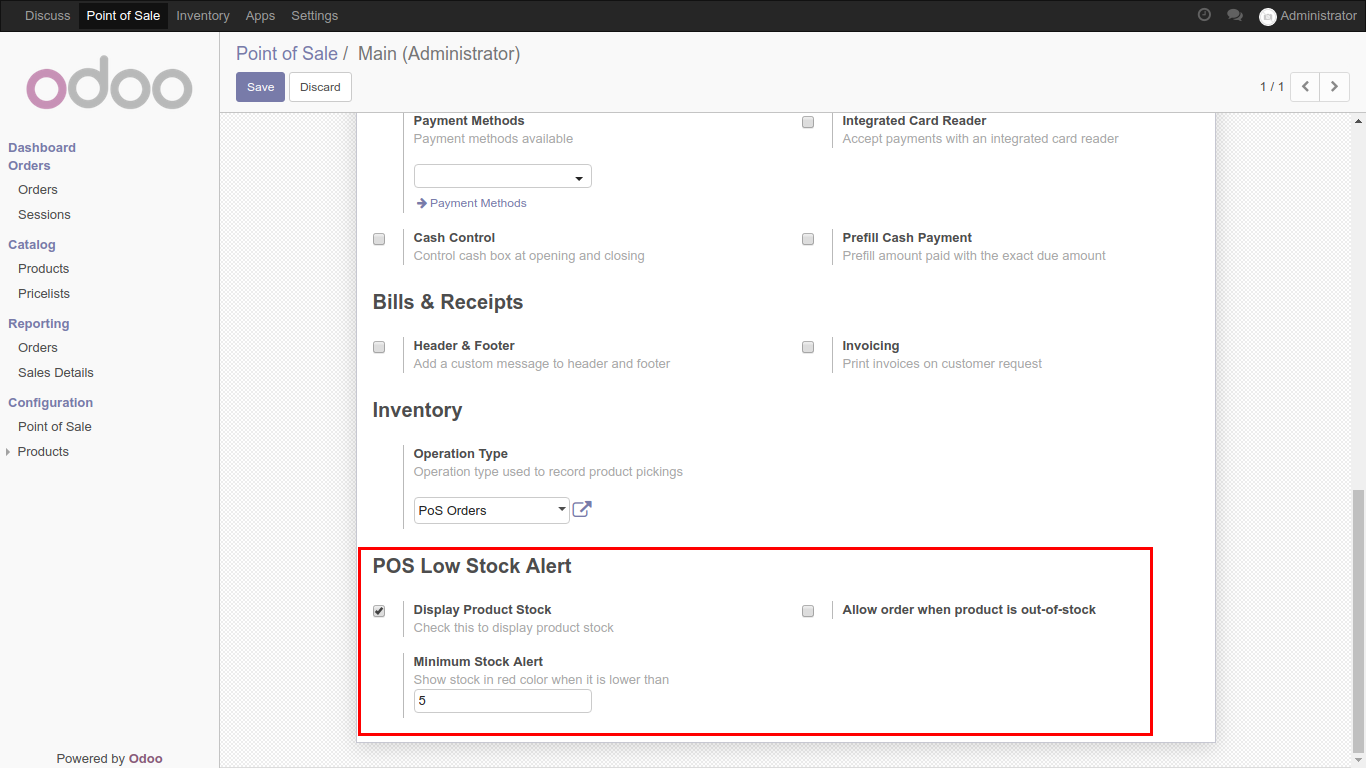 Discuss Point of Sale Inventory Apps Settings Administrator
odoo
Dashboard
Orders
Orders
Sessions
Catalog
Products
Pricelists
Reporting
Orders
Sales Details
Configuration
Point of Sale
Products
Powered by Odoo
Point of Sale / Main (Administrator)
Save Discard 1 / 1
Payment Methods
Payment methods available
Payment Methods
Integrated Card Reader
Accept payments with an integrated card reader
Cash Control
Control cash box at opening and closing
Prefill Cash Payment
Prefill amount paid with the exact due amount
Bills & Receipts
Header & Footer
Add a custom message to header and footer
Invoicing
Print invoices on customer request
Inventory
Operation Type
Operation type used to record product pickings
PoS Orders
POS Low Stock Alert
Display Product Stock
Check this to display product stock
Allow order when product is out-of-stock
Minimum Stock Alert
Show stock in red color when it is lower than
5